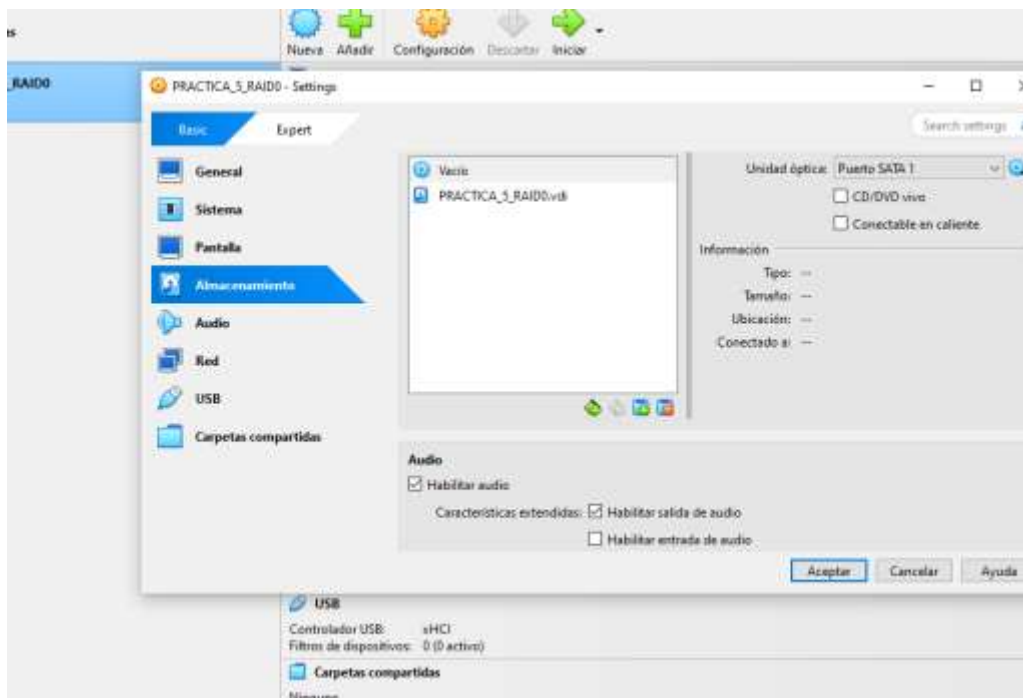 es
Nueva Añadir Configuración Descartar Iniciar
_RAID0
PRACTICA_5_RAID0 - Settings
Basic Expert
Search settings
General
Sistema
Pantalla
Almacenamiento
Audio
Red
USB
Carpetas compartidas
Vacío
PRACTICA_5_RAID0.vdi
Unidad óptica: Puerto SATA 1
CD/DVD vivo
Conectable en caliente
Información
Tipo: --
Tamaño: --
Ubicación: --
Conectado a: --
Audio
Habilitar audio
Características extendidas: Habilitar salida de audio
Habilitar entrada de audio
Aceptar Cancelar Ayuda
USB
Controlador USB: xHCI
Filtros de dispositivos: 0 (0 activo)
Carpetas compartidas
Ninguno